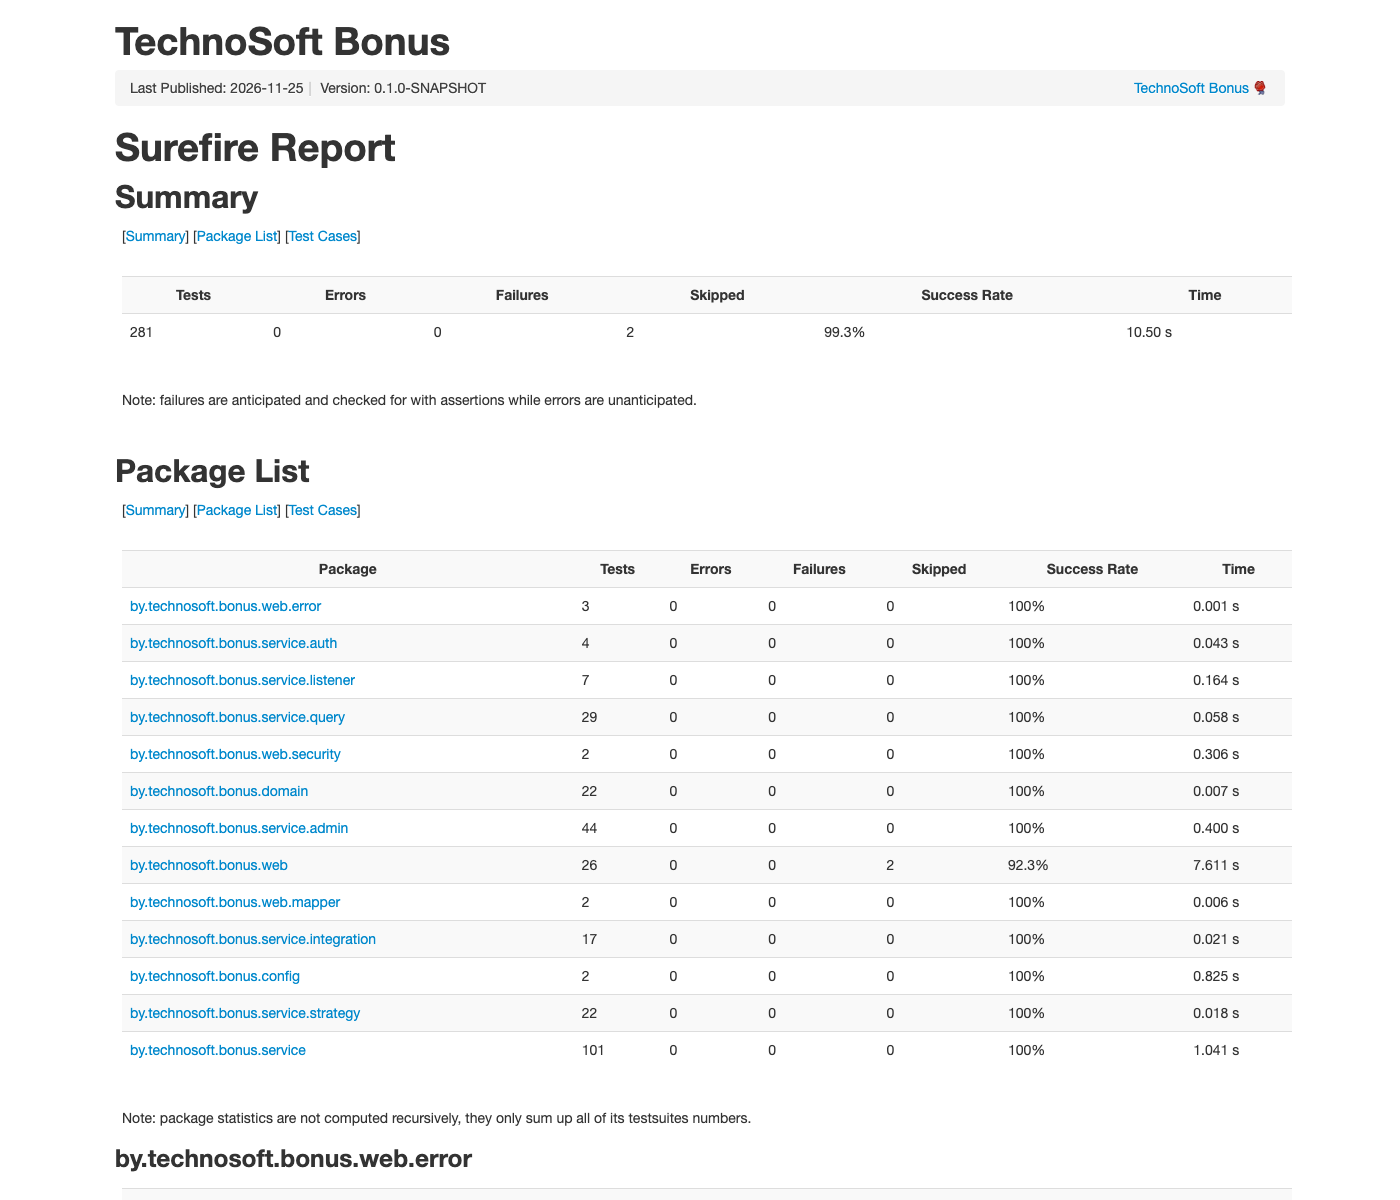 TechnoSoft Bonus
Last Published: 2026-11-25 | Version: 0.1.0-SNAPSHOT TechnoSoft Bonus
Surefire Report
Summary
[Summary] [Package List] [Test Cases]
Tests Errors Failures Skipped Success Rate Time
281 0 0 2 99.3% 10.50 s
Note: failures are anticipated and checked for with assertions while errors are unanticipated.
Package List
[Summary] [Package List] [Test Cases]
Package Tests Errors Failures Skipped Success Rate Time
by.technosoft.bonus.web.error 3 0 0 0 100% 0.001 s
by.technosoft.bonus.service.auth 4 0 0 0 100% 0.043 s
by.technosoft.bonus.service.listener 7 0 0 0 100% 0.164 s
by.technosoft.bonus.service.query 29 0 0 0 100% 0.058 s
by.technosoft.bonus.web.security 2 0 0 0 100% 0.306 s
by.technosoft.bonus.domain 22 0 0 0 100% 0.007 s
by.technosoft.bonus.service.admin 44 0 0 0 100% 0.400 s
by.technosoft.bonus.web 26 0 0 2 92.3% 7.611 s
by.technosoft.bonus.web.mapper 2 0 0 0 100% 0.006 s
by.technosoft.bonus.service.integration 17 0 0 0 100% 0.021 s
by.technosoft.bonus.config 2 0 0 0 100% 0.825 s
by.technosoft.bonus.service.strategy 22 0 0 0 100% 0.018 s
by.technosoft.bonus.service 101 0 0 0 100% 1.041 s
Note: package statistics are not computed recursively, they only sum up all of its testsuites numbers.
by.technosoft.bonus.web.error